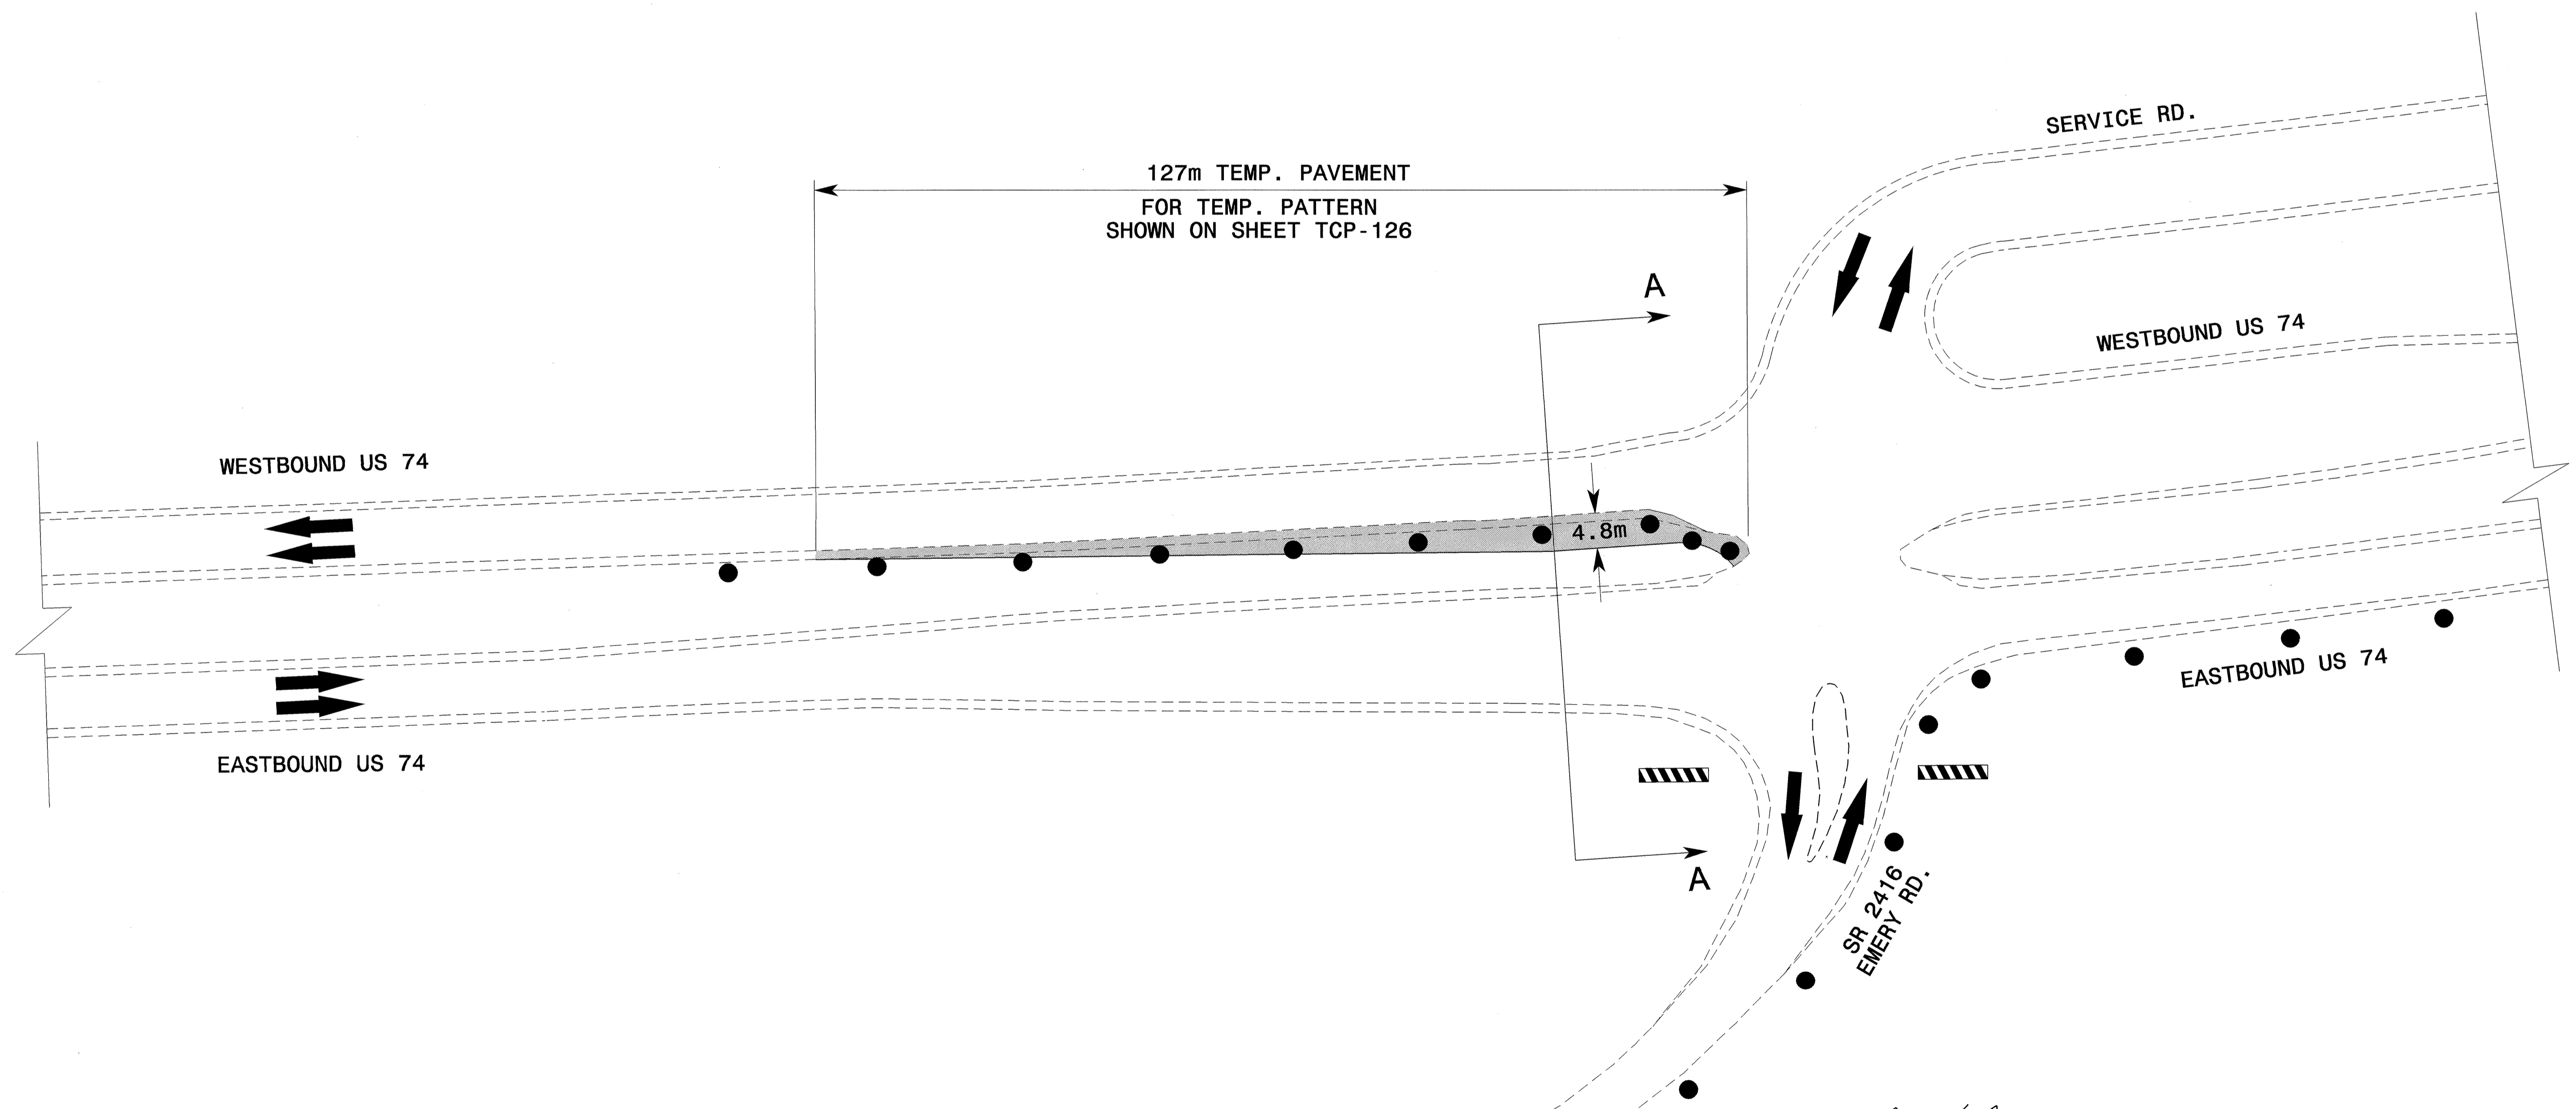 SERVICE RD.
127m TEMP. PAVEMENT
FOR TEMP. PATTERN
SHOWN ON SHEET TCP-126
A
WESTBOUND US 74
WESTBOUND US 74
4.8m
EASTBOUND US 74
EASTBOUND US 74
A
SR 2416
EMERY RD.